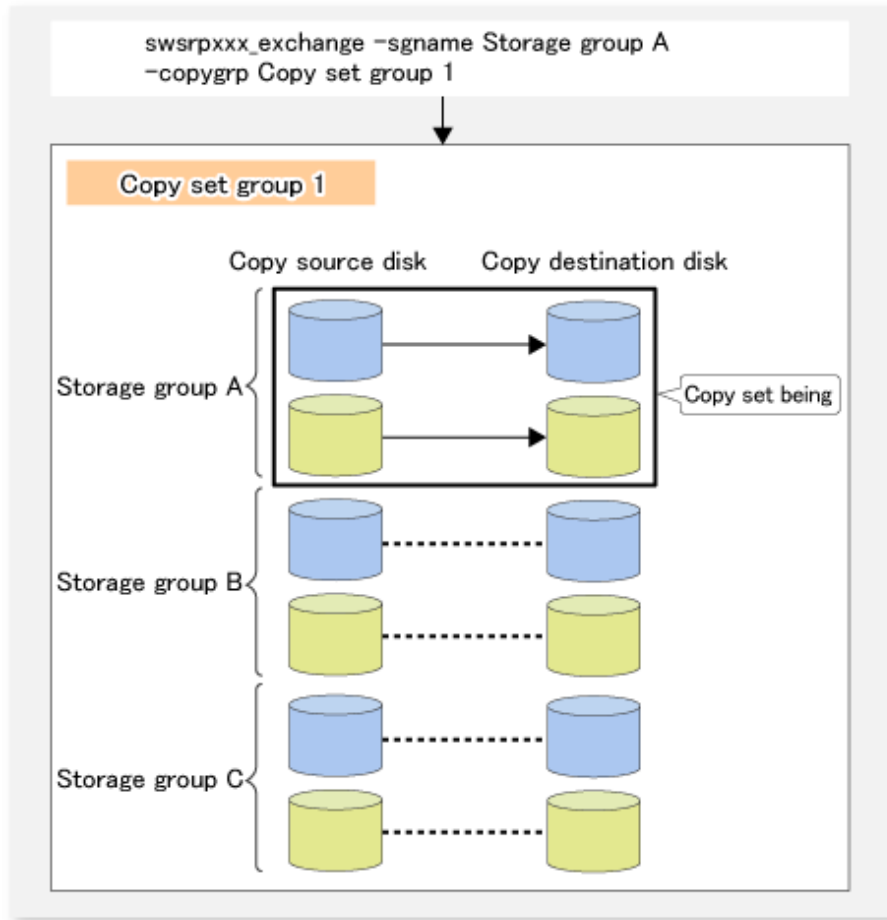 swsrpxxx_exchange -sgname Storage group A
-copygrp Copy set group 1
Copy set group 1
Copy source disk
Copy destination disk
Storage group A
Copy set being
Storage group B
Storage group C